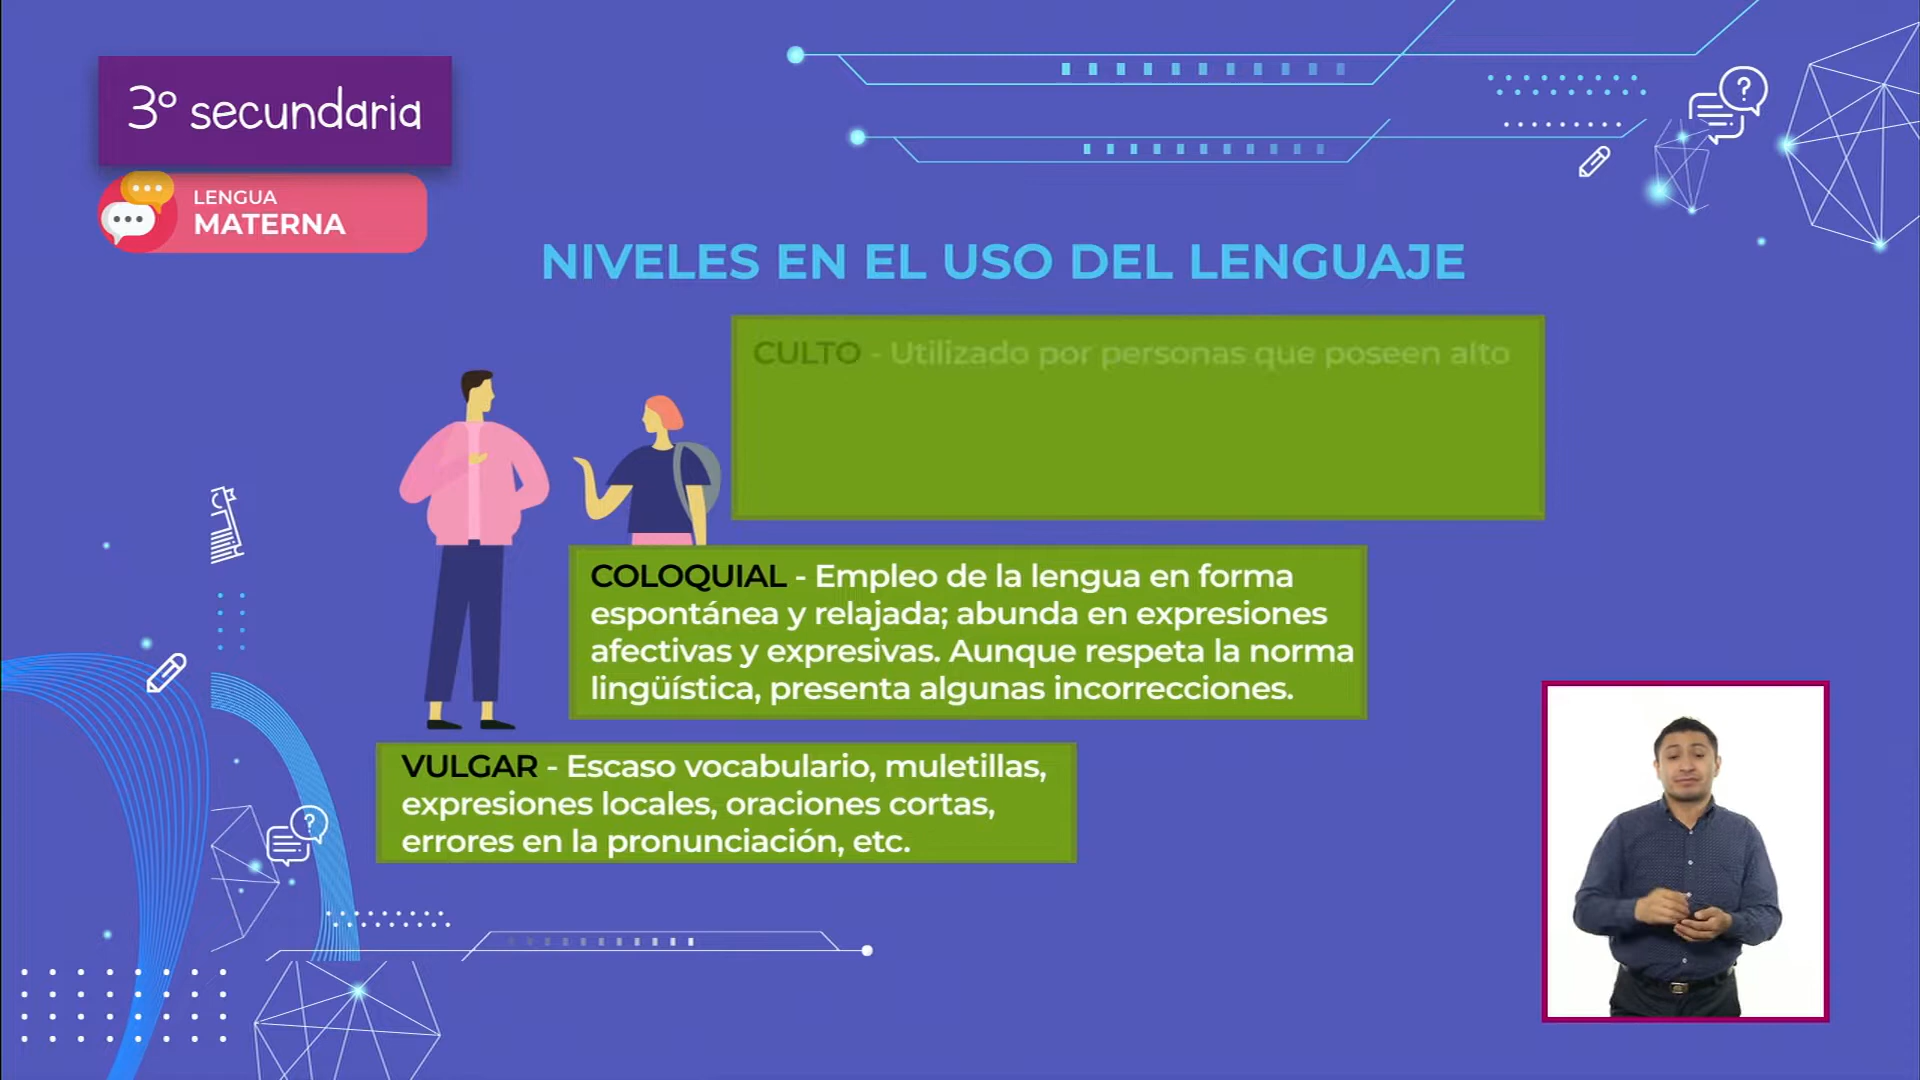 3° secundaria
LENGUA
MATERNA
NIVELES EN EL USO DEL LENGUAJE
CULTO - Utilizado por personas que poseen alto
COLOQUIAL - Empleo de la lengua en forma
espontánea y relajada; abunda en expresiones
afectivas y expresivas. Aunque respeta la norma
lingüística, presenta algunas incorrecciones.
VULGAR - Escaso vocabulario, muletillas,
expresiones locales, oraciones cortas,
errores en la pronunciación, etc.